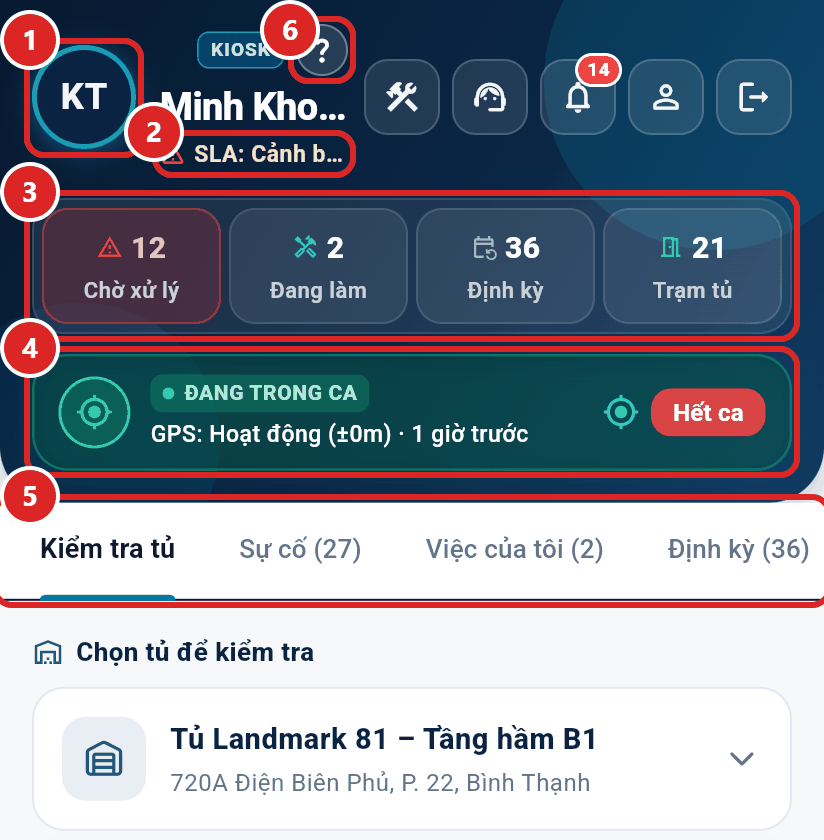 1
KT
KIOSK
6
?
Minh Kho...
2
SLA: Cảnh b...
14
3
12
Chờ xử lý
2
Đang làm
36
Định kỳ
21
Trạm tủ
4
ĐANG TRONG CA
GPS: Hoạt động (±0m) · 1 giờ trước
Hết ca
5
Kiểm tra tủ
Sự cố (27)
Việc của tôi (2)
Định kỳ (36)
Chọn tủ để kiểm tra
Tủ Landmark 81 – Tầng hầm B1
720A Điện Biên Phủ, P. 22, Bình Thạnh